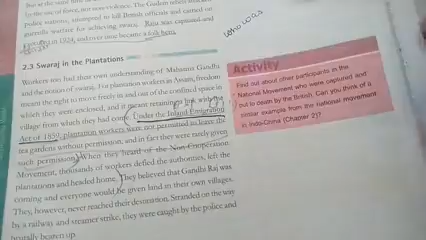 police stations, attempted to kill British officials and carried on
guerrilla warfare for achieving swaraj. Raju was captured and
executed in 1924, and over time became a folk hero.
who was
2.3 Swaraj in the Plantations
Workers too had their own understanding of Mahatma Gandhi
and the notion of swaraj. For plantation workers in Assam, freedom
meant the right to move freely in and out of the confined space in
which they were enclosed, and it meant retaining a link with the
village from which they had come. Under the Inland Emigration
Act of 1859, plantation workers were not permitted to leave the
tea gardens without permission, and in fact they were rarely given
such permission. When they heard of the Non-Cooperation
Movement, thousands of workers defied the authorities, left the
plantations and headed home. They believed that Gandhi Raj was
coming and everyone would be given land in their own villages.
They, however, never reached their destination. Stranded on the way
by a railway and steamer strike, they were caught by the police and
brutally beaten up.
Activity
Find out about other participants in the
National Movement who were captured and
put to death by the British. Can you think of a
similar example from the national movement
in Indo-China (Chapter 2)?